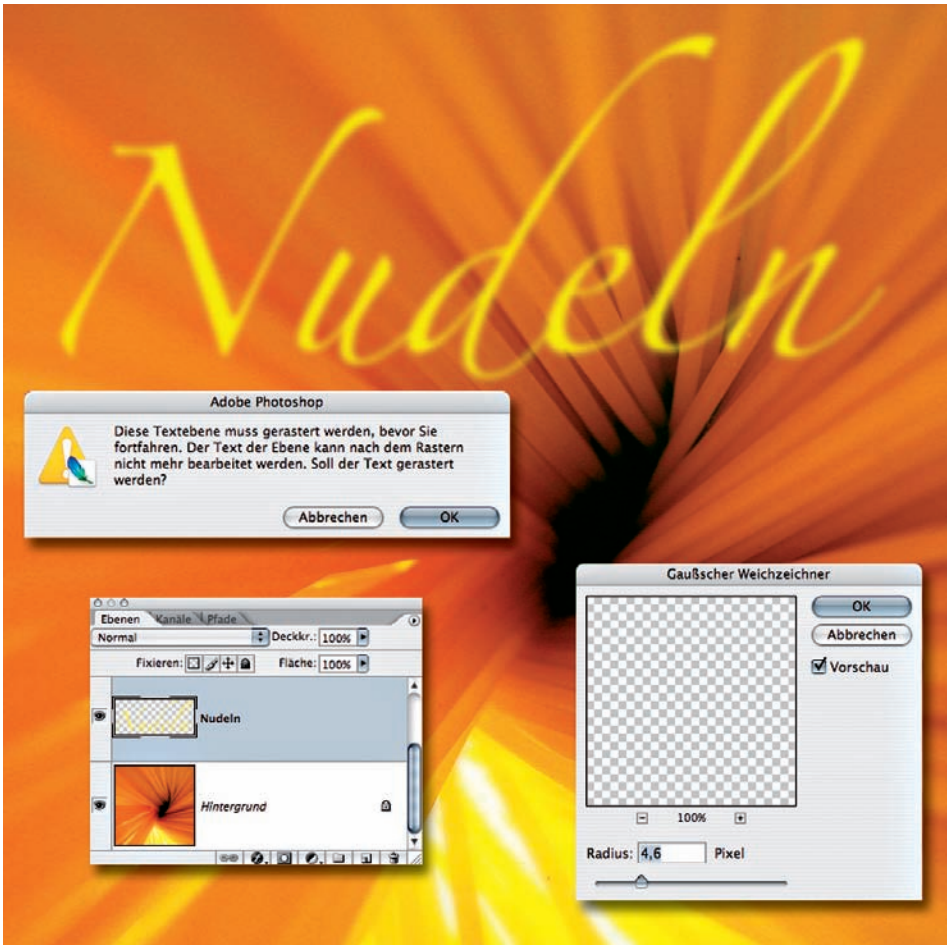 Nudeln
Adobe Photoshop
Diese Textebene muss gerastert werden, bevor Sie
fortfahren. Der Text der Ebene kann nach dem Rastern
nicht mehr bearbeitet werden. Soll der Text gerastert
werden?
Abbrechen OK
Ebenen Kanäle Pfade
Normal Deckkr.: 100%
Fixieren: Fläche: 100%
Nudeln
Hintergrund
Gaußscher Weichzeichner
OK
Abbrechen
Vorschau
100%
Radius: 4,6 Pixel